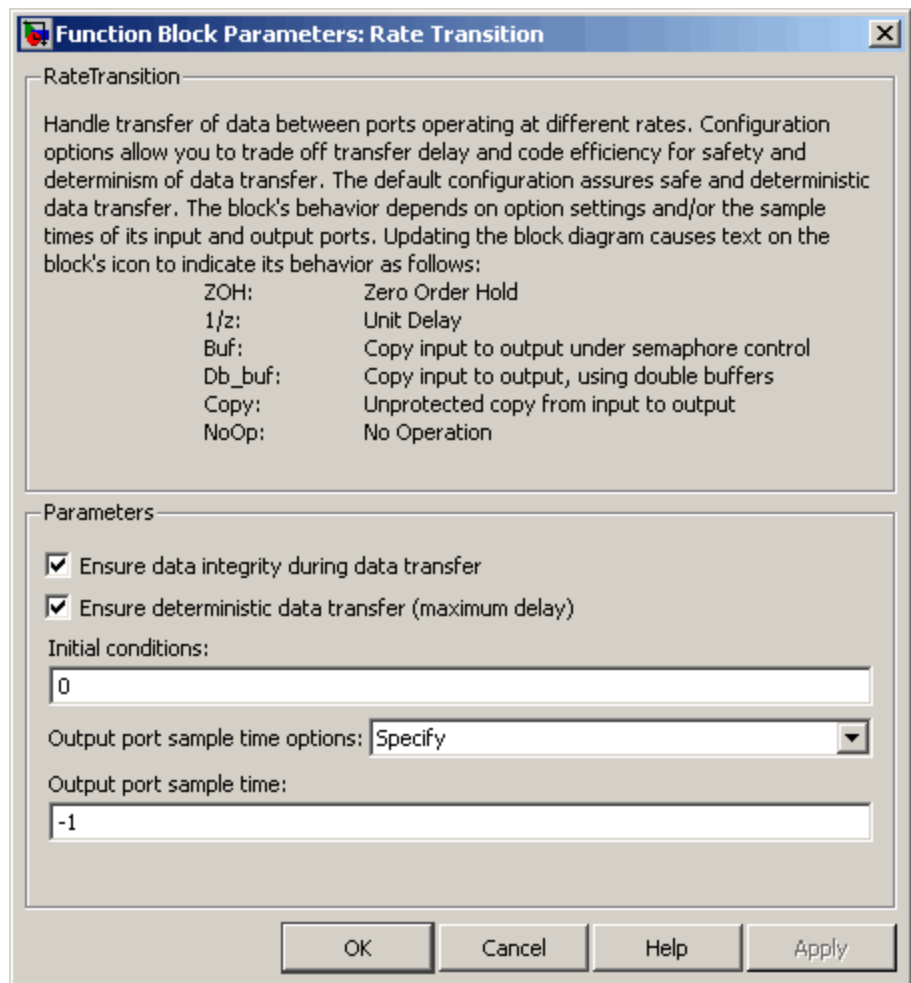 Function Block Parameters: Rate Transition
RateTransition
Handle transfer of data between ports operating at different rates. Configuration
options allow you to trade off transfer delay and code efficiency for safety and
determinism of data transfer. The default configuration assures safe and deterministic
data transfer. The block's behavior depends on option settings and/or the sample
times of its input and output ports. Updating the block diagram causes text on the
block's icon to indicate its behavior as follows:
ZOH: Zero Order Hold
1/z: Unit Delay
Buf: Copy input to output under semaphore control
Db_buf: Copy input to output, using double buffers
Copy: Unprotected copy from input to output
NoOp: No Operation
Parameters
Ensure data integrity during data transfer
Ensure deterministic data transfer (maximum delay)
Initial conditions:
0
Output port sample time options: Specify
Output port sample time:
-1
OK Cancel Help Apply